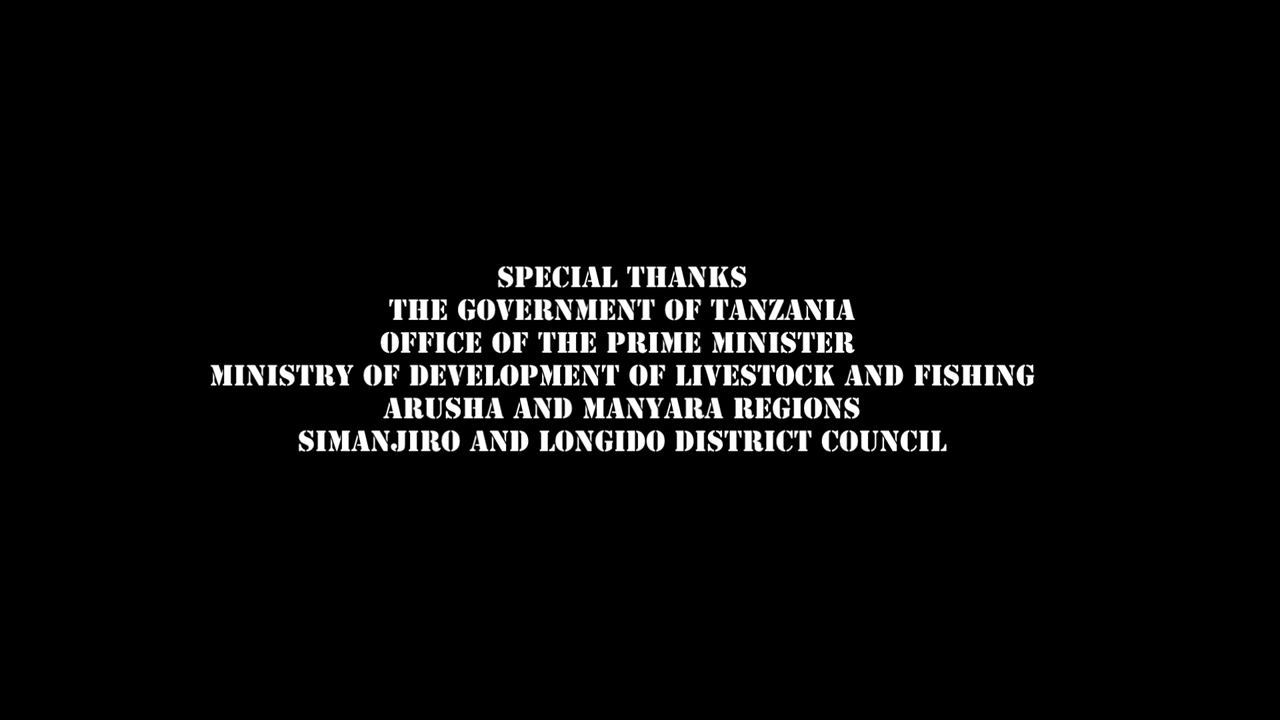 SPECIAL THANKS
THE GOVERNMENT OF TANZANIA
OFFICE OF THE PRIME MINISTER
MINISTRY OF DEVELOPMENT OF LIVESTOCK AND FISHING
ARUSHA AND MANYARA REGIONS
SIMANJIRO AND LONGIDO DISTRICT COUNCIL